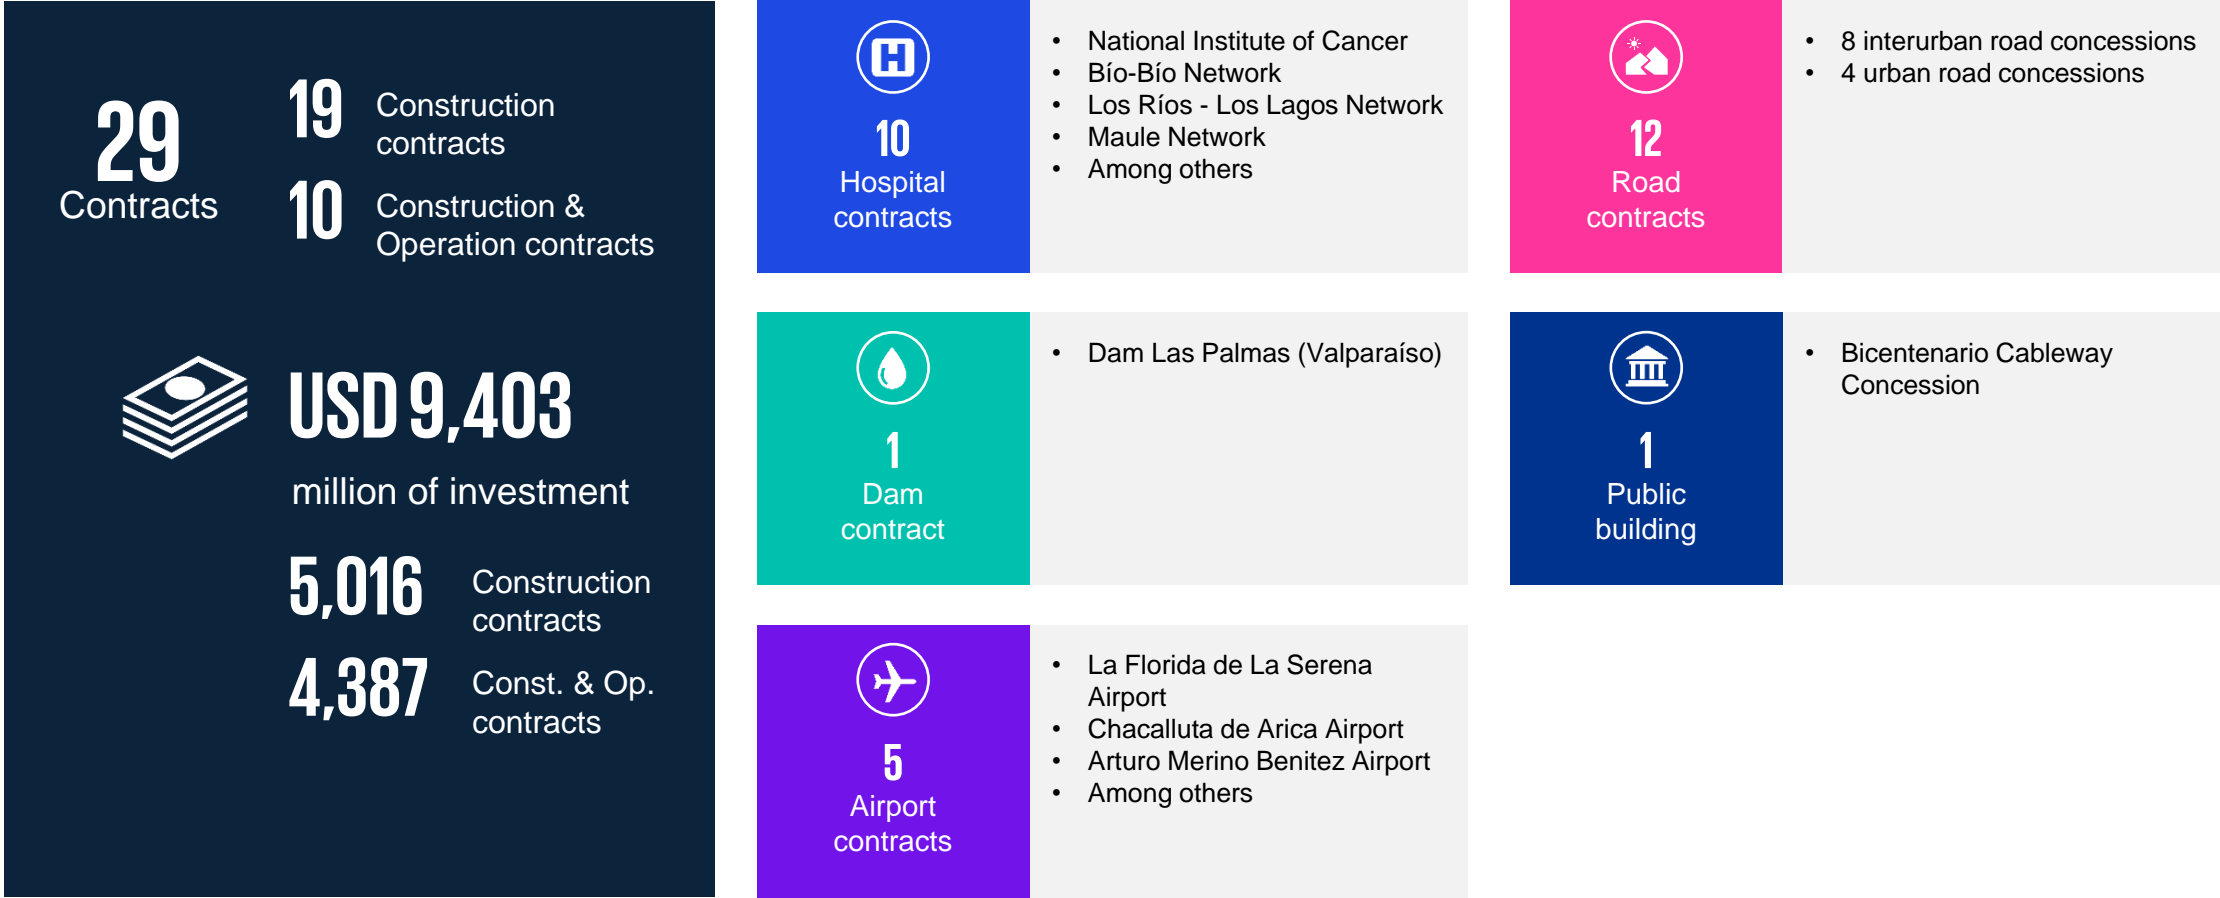 29
Contracts
19
Construction
contracts
10
Construction &
Operation contracts
USD 9,403
million of investment
5,016
Construction
contracts
4,387
Const. & Op.
contracts
H
10
Hospital
contracts
• National Institute of Cancer
• Bío-Bío Network
• Los Ríos - Los Lagos Network
• Maule Network
• Among others
12
Road
contracts
• 8 interurban road concessions
• 4 urban road concessions
1
Dam
contract
• Dam Las Palmas (Valparaíso)
1
Public
building
• Bicentenario Cableway
Concession
5
Airport
contracts
• La Florida de La Serena
Airport
• Chacalluta de Arica Airport
• Arturo Merino Benitez Airport
• Among others